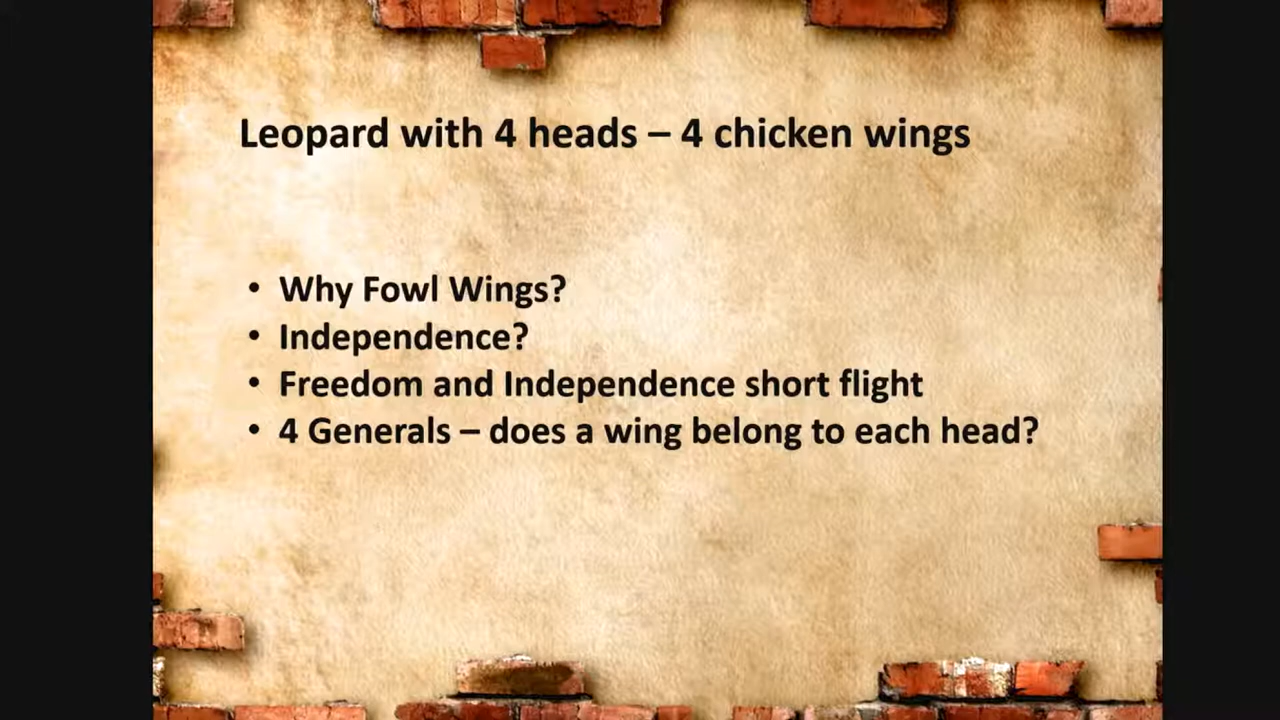 Leopard with 4 heads – 4 chicken wings
• Why Fowl Wings?
• Independence?
• Freedom and Independence short flight
• 4 Generals – does a wing belong to each head?